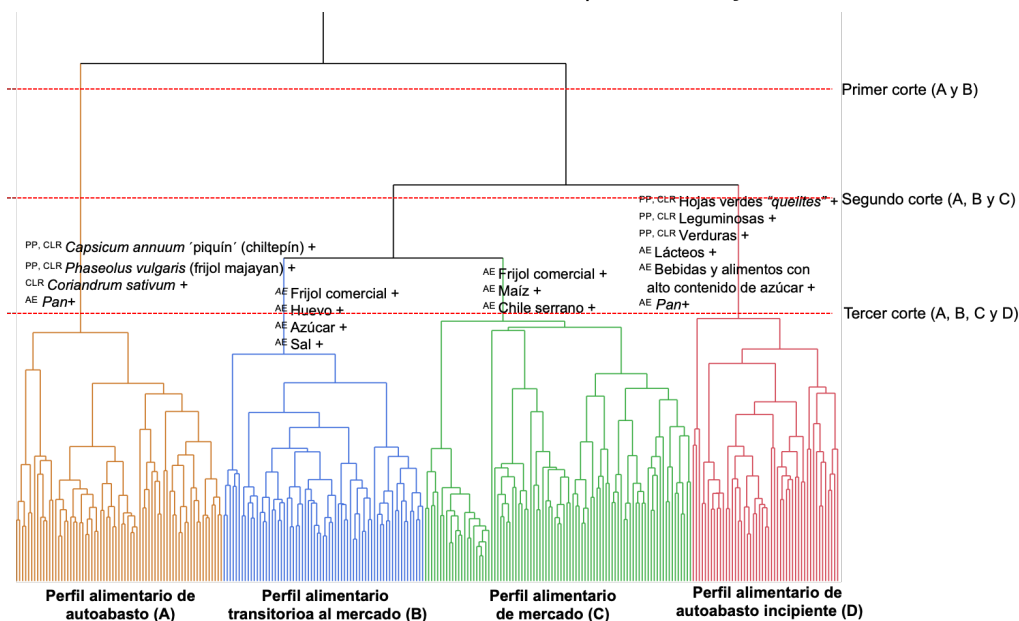 Primer corte (A y B)
Segundo corte (A, B y C)
PP, CLR Hojas verdes "quelites" +
PP, CLR Leguminosas +
PP, CLR Verduras +
AE Lácteos +
AE Bebidas y alimentos con
alto contenido de azúcar +
AE Pan+
PP, CLR Capsicum annuum ´piquín´ (chiltepín) +
PP, CLR Phaseolus vulgaris (frijol majayan) +
CLR Coriandrum sativum +
AE Pan+
AE Frijol comercial +
AE Huevo +
AE Azúcar +
AE Sal +
AE Frijol comercial +
AE Maíz +
AE Chile serrano +
Tercer corte (A, B, C y D)
Perfil alimentario de
autoabasto (A)
Perfil alimentario
transitorioa al mercado (B)
Perfil alimentario
de mercado (C)
Perfil alimentario de
autoabasto incipiente (D)